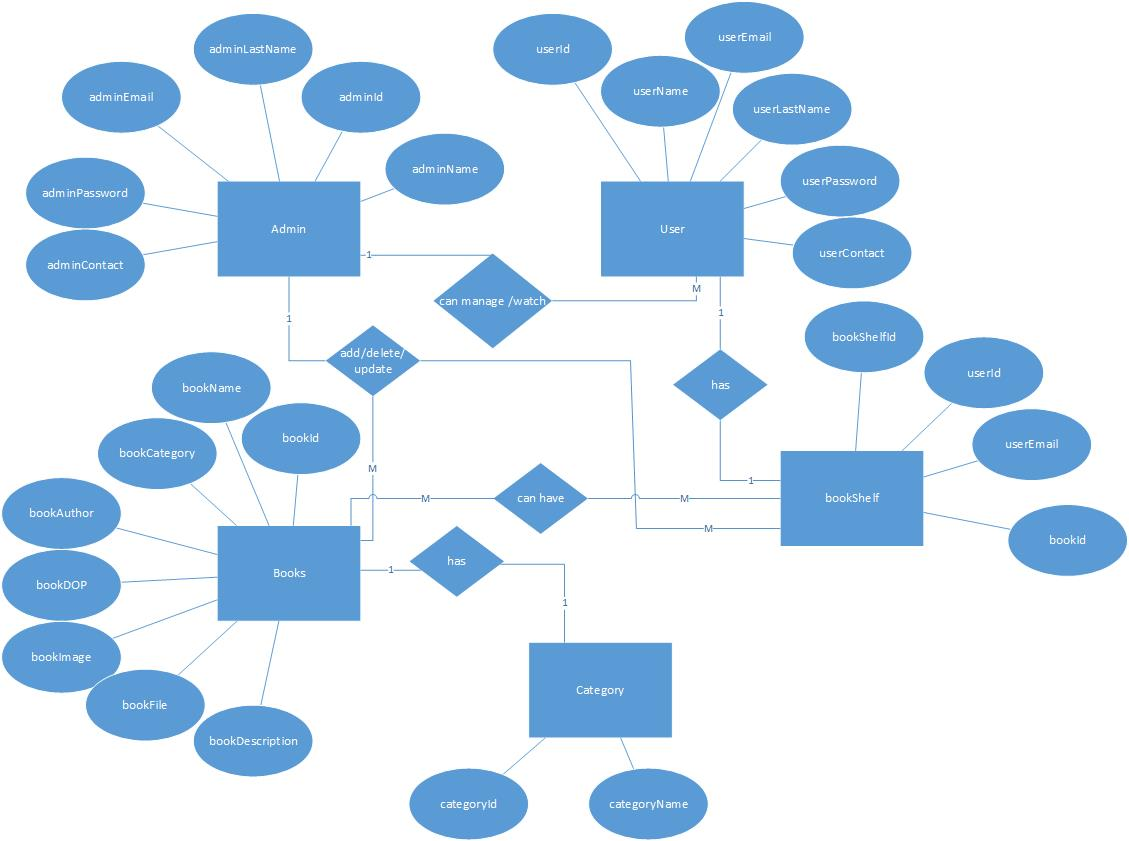 userEmail
adminLastName
userId
userName
adminEmail
adminId
userLastName
adminName
userPassword
adminPassword
Admin
User
userContact
adminContact
1
M
can manage /watch
1
1
bookShelfId
add/delete/
update
userId
has
bookName
bookId
userEmail
bookCategory
M
1
can have
M
M
bookShelf
bookAuthor
M
bookId
has
1
Books
bookDOP
1
bookImage
Category
bookFile
bookDescription
categoryId
categoryName